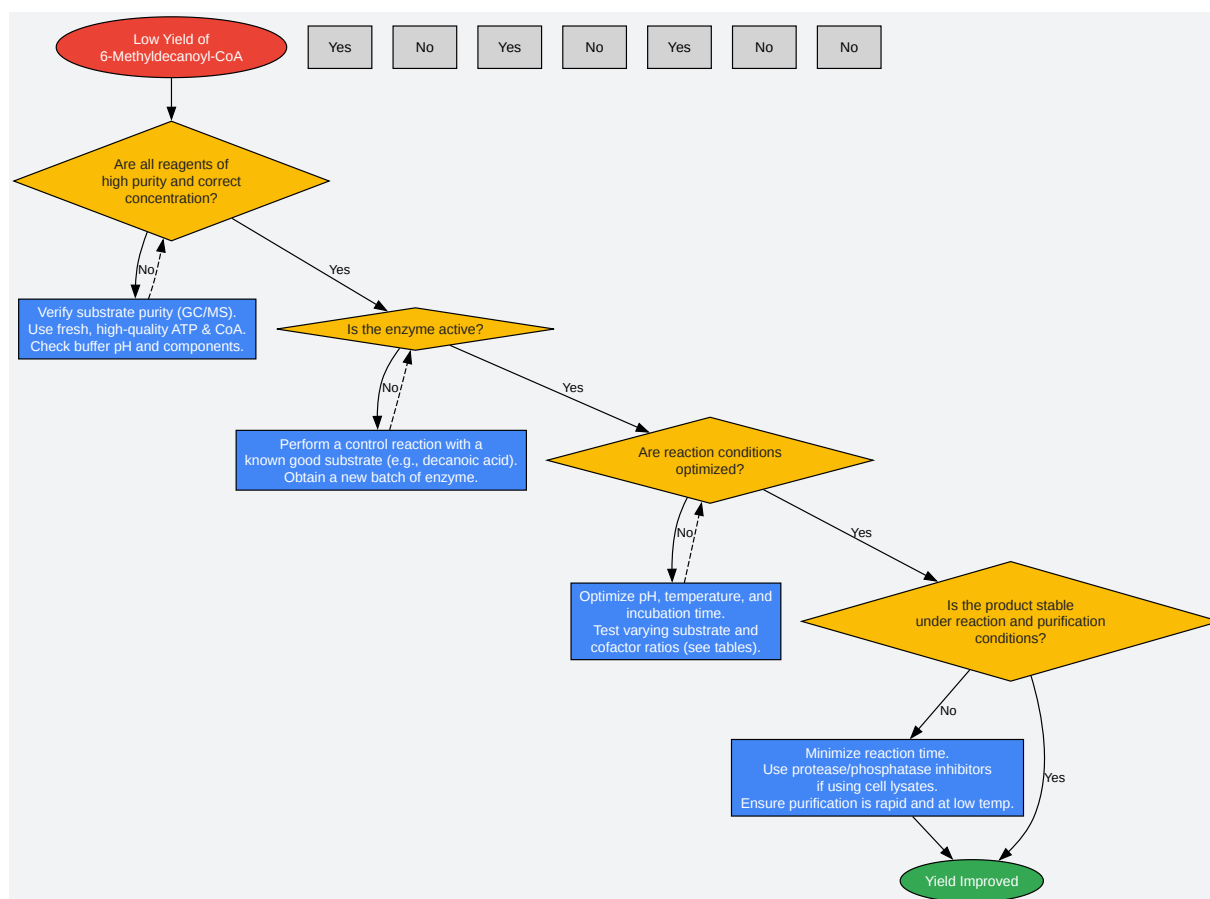 Low Yield of
6-Methyldecanoyl-CoA
Yes
No
Yes
No
Yes
No
No
Are all reagents of
high purity and correct
concentration?
No
Yes
Verify substrate purity (GC/MS).
Use fresh, high-quality ATP & CoA.
Check buffer pH and components.
Is the enzyme active?
No
Yes
Perform a control reaction with a
known good substrate (e.g., decanoic acid).
Obtain a new batch of enzyme.
Are reaction conditions
optimized?
No
Yes
Optimize pH, temperature, and
incubation time.
Test varying substrate and
cofactor ratios (see tables).
Is the product stable
under reaction and purification
conditions?
No
Yes
Minimize reaction time.
Use protease/phosphatase inhibitors
if using cell lysates.
Ensure purification is rapid and at low temp.
Yield Improved